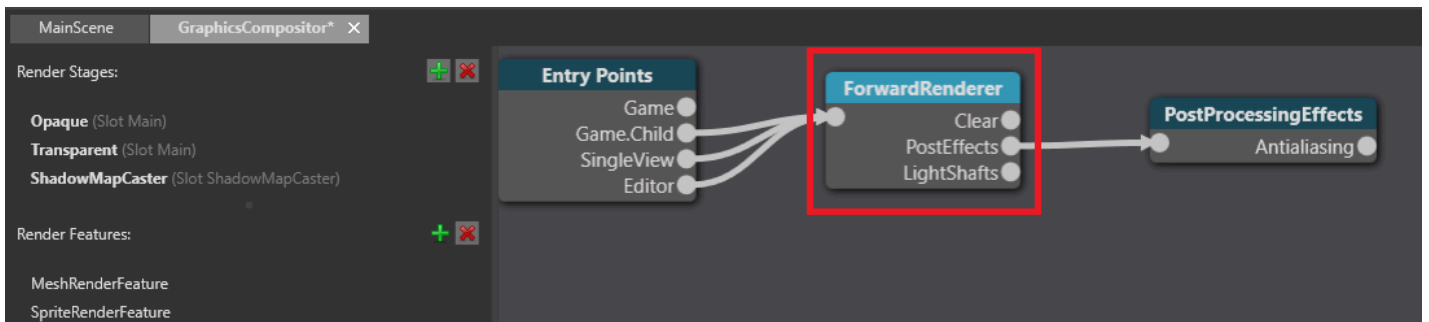 MainScene
GraphicsCompositor*
Render Stages:
Opaque (Slot Main)
Transparent (Slot Main)
ShadowMapCaster (Slot ShadowMapCaster)
Render Features:
MeshRenderFeature
SpriteRenderFeature
Entry Points
Game
Game.Child
SingleView
Editor
ForwardRenderer
Clear
PostEffects
LightShafts
PostProcessingEffects
Antialiasing